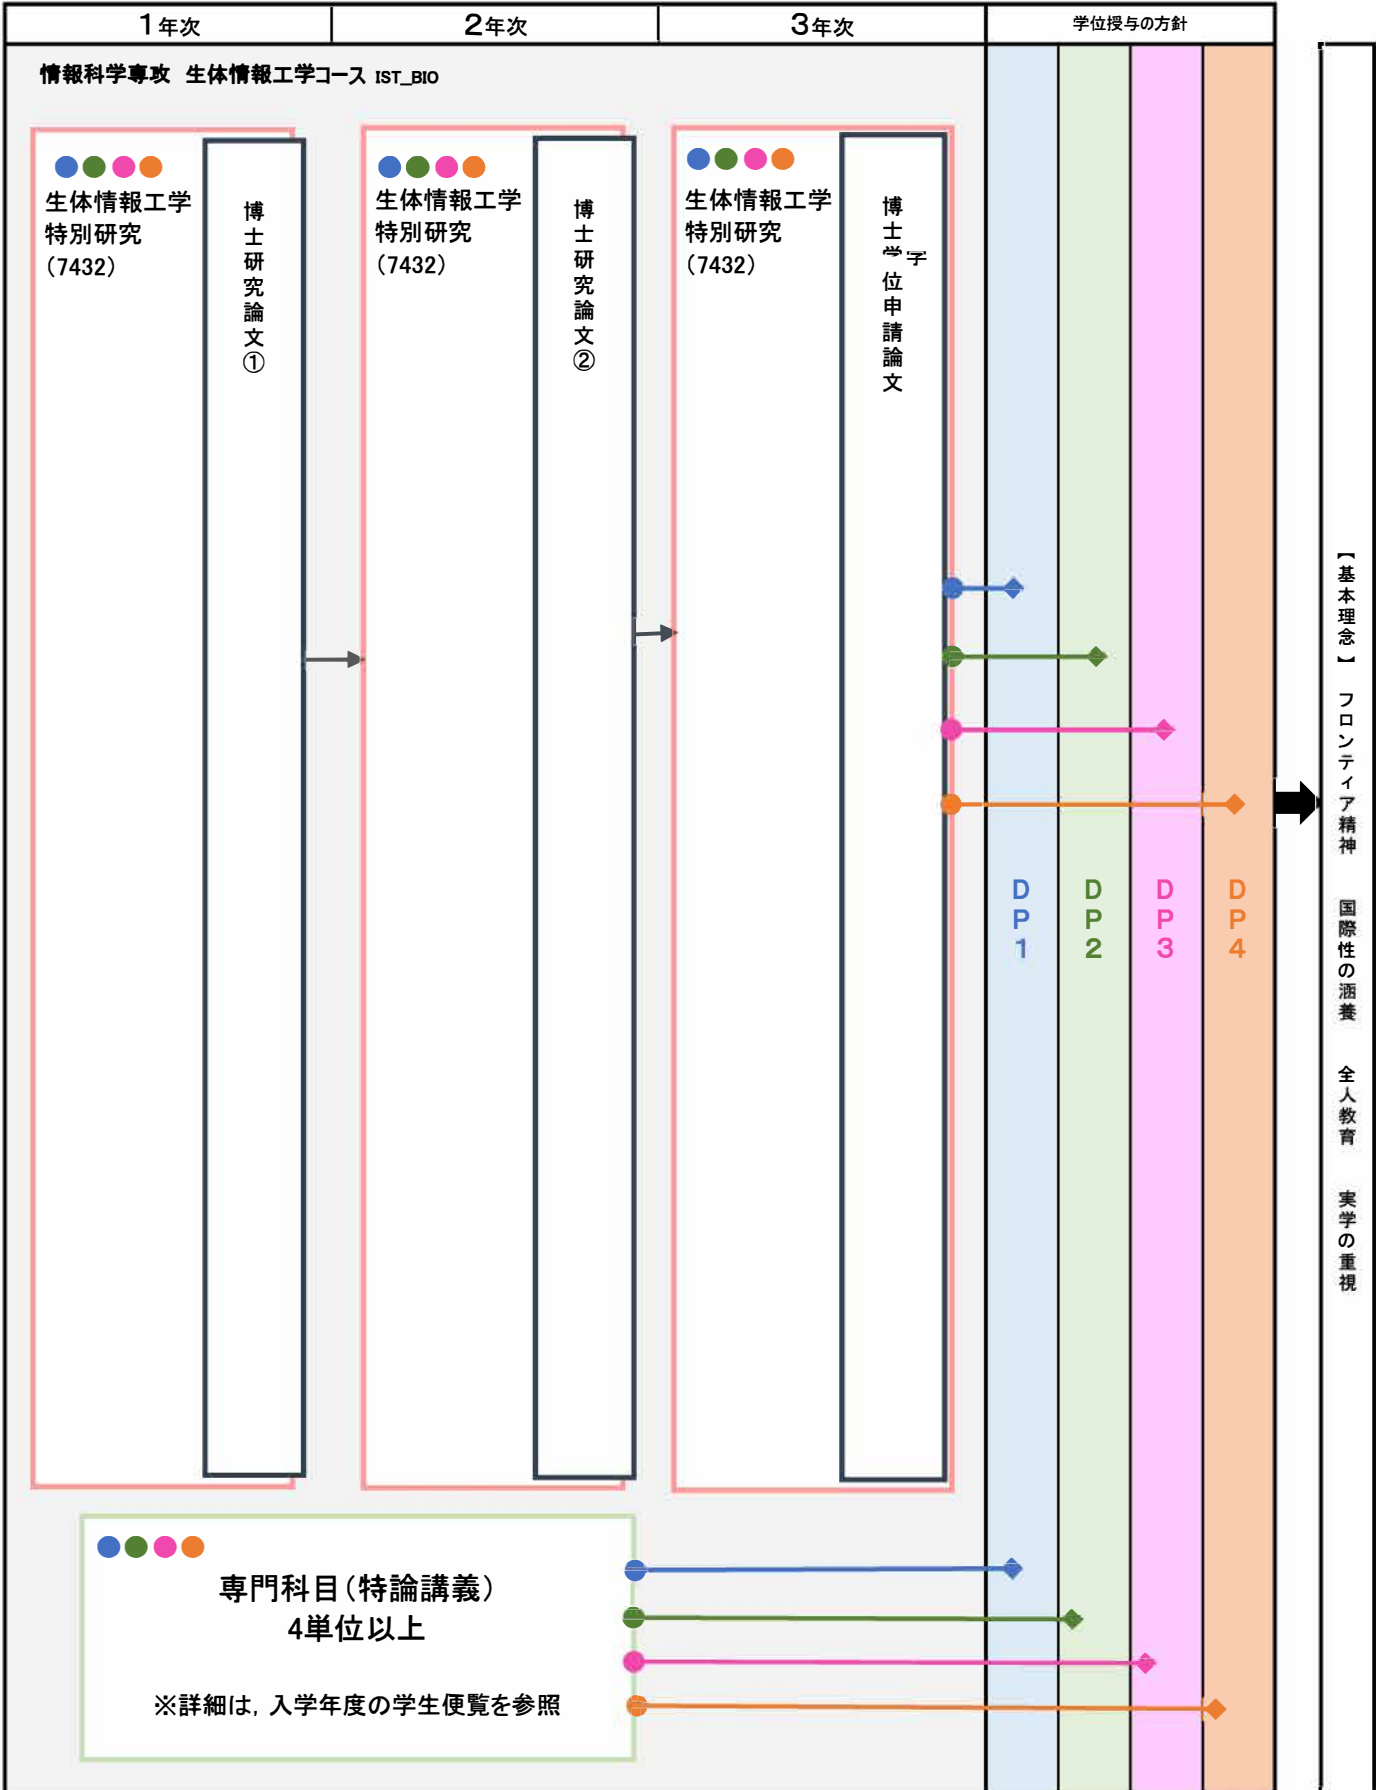 1年次
2年次
3年次
学位授与の方針
情報科学専攻 生体情報工学コース IST_BIO
生体情報工学
特別研究
(7432)
博士研究論文①
生体情報工学
特別研究
(7432)
博士研究論文②
生体情報工学
特別研究
(7432)
博士学位申請論文
DP1
DP2
DP3
DP4
【基本理念】 フロンティア精神 国際性の涵養 全人教育 実学の重視
専門科目(特論講義)
4単位以上
※詳細は,入学年度の学生便覧を参照